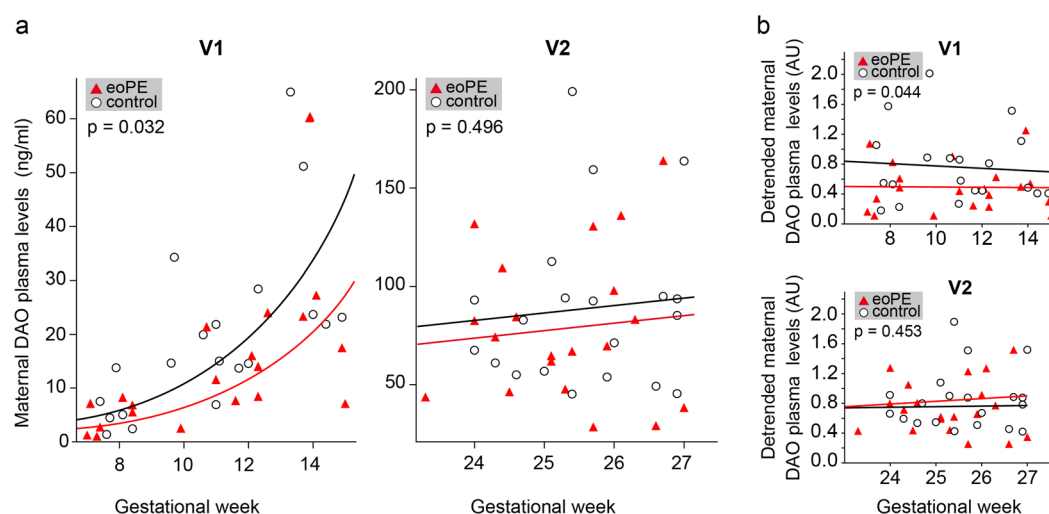 a
V1
eoPE
control
p = 0.032
Maternal DAO plasma levels (ng/ml)
60
50
40
30
20
10
0
8
10
12
14
Gestational week
V2
eoPE
control
p = 0.496
200
150
100
50
24
25
26
27
Gestational week
b
V1
eoPE
control
p = 0.044
Detrended maternal
DAO plasma levels (AU)
2.0
1.6
1.2
0.8
0.4
0.0
8
10
12
14
V2
eoPE
control
p = 0.453
Detrended maternal
DAO plasma levels (AU)
2.0
1.6
1.2
0.8
0.4
0.0
24
25
26
27
Gestational week